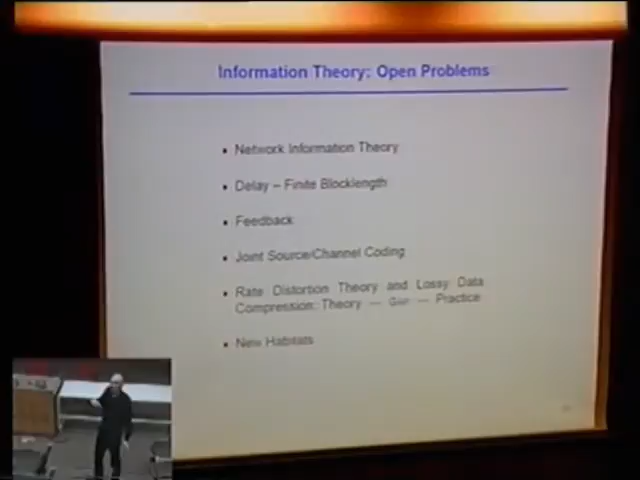 Information Theory: Open Problems
• Network Information Theory
• Delay – Finite Blocklength
• Feedback
• Joint Source/Channel Coding
• Rate Distortion Theory and Lossy Data
Compression: Theory — Gap — Practice
• New Habitats